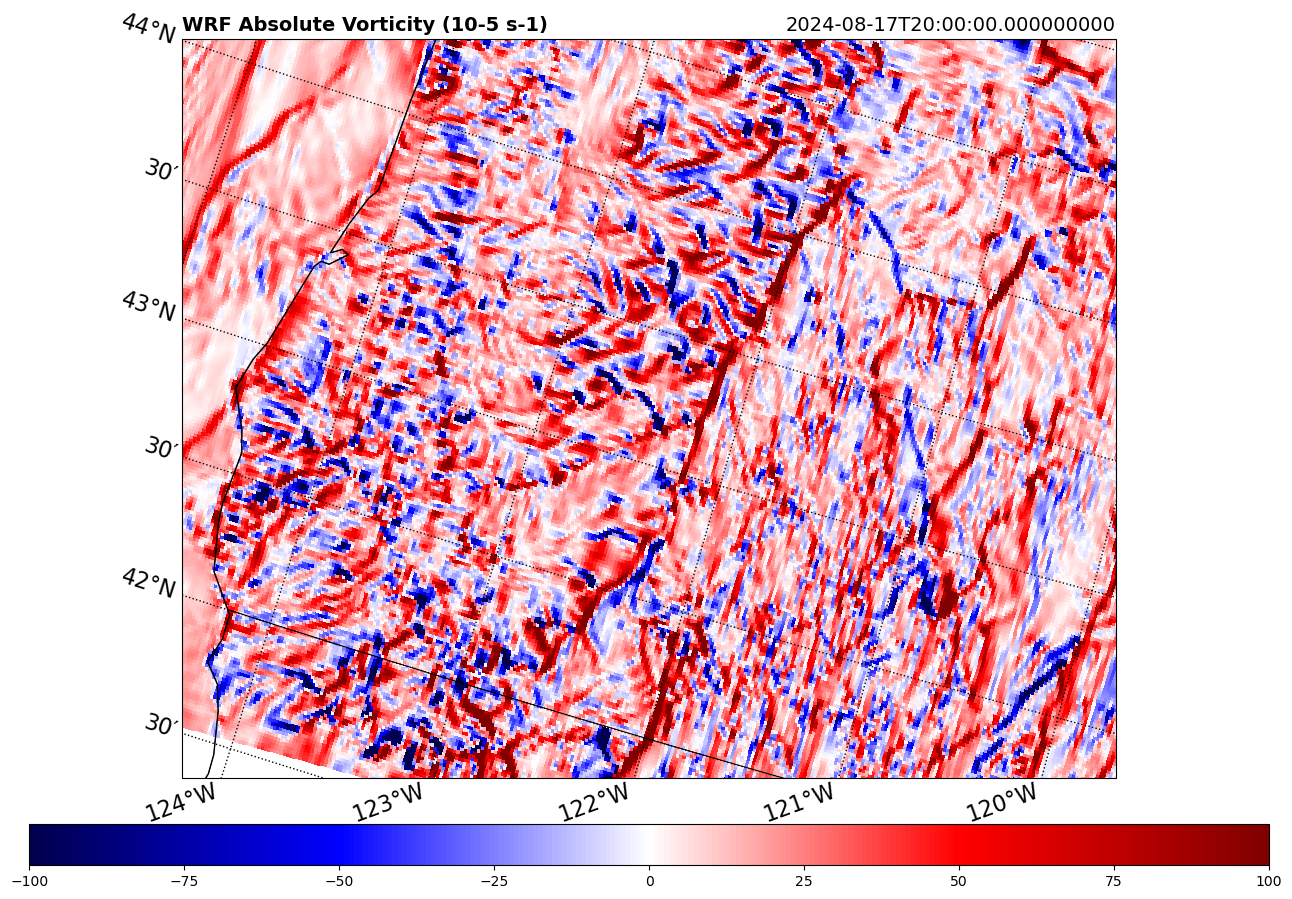 WRF Absolute Vorticity (10-5 s-1) 2024-08-17T20:00:00.000000000
44°N
30′
43°N
30′
42°N
30′
124°W 123°W 122°W 121°W 120°W
−100 −75 −50 −25 0 25 50 75 100